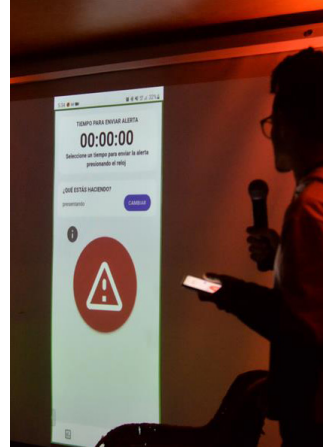 TIEMPO PARA ENVIAR ALERTA
00:00:00
Seleccione un tiempo para enviar la alerta
presionando el reloj
¿QUÉ ESTÁS HACIENDO?
presentando
CAMBIAR